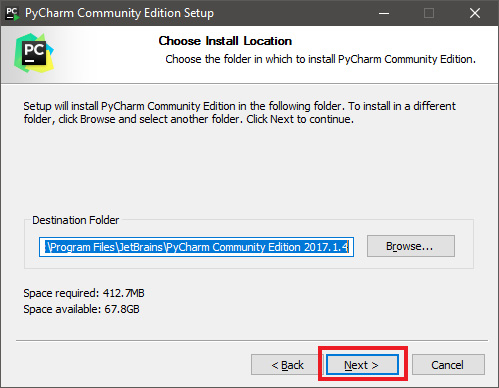 PC PyCharm Community Edition Setup
PC
Choose Install Location
Choose the folder in which to install PyCharm Community Edition.
Setup will install PyCharm Community Edition in the following folder. To install in a different
folder, click Browse and select another folder. Click Next to continue.
Destination Folder
:\Program Files\JetBrains\PyCharm Community Edition 2017.1.4
Browse...
Space required: 412.7MB
Space available: 67.8GB
< Back
Next >
Cancel